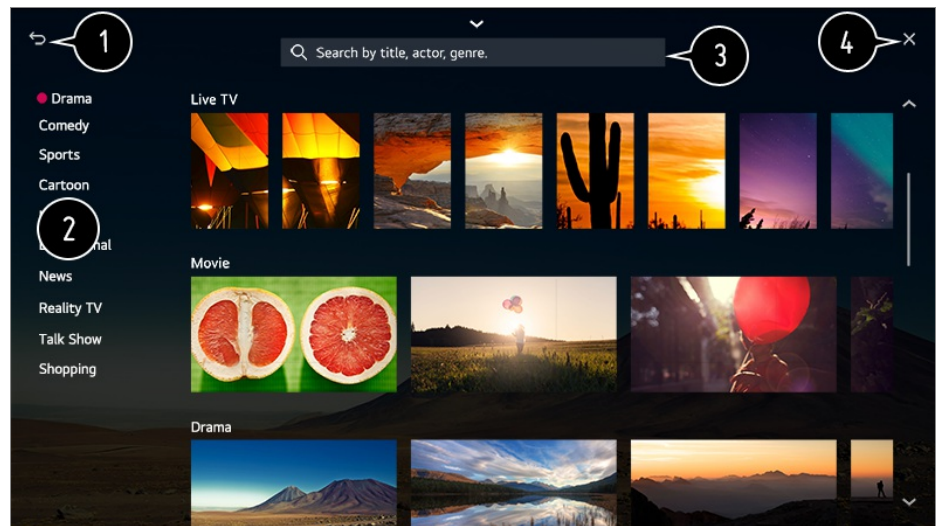 1
4
3
Search by title, actor, genre.
Drama
Comedy
Sports
Cartoon
2
News
Reality TV
Talk Show
Shopping
Live TV
Movie
Drama